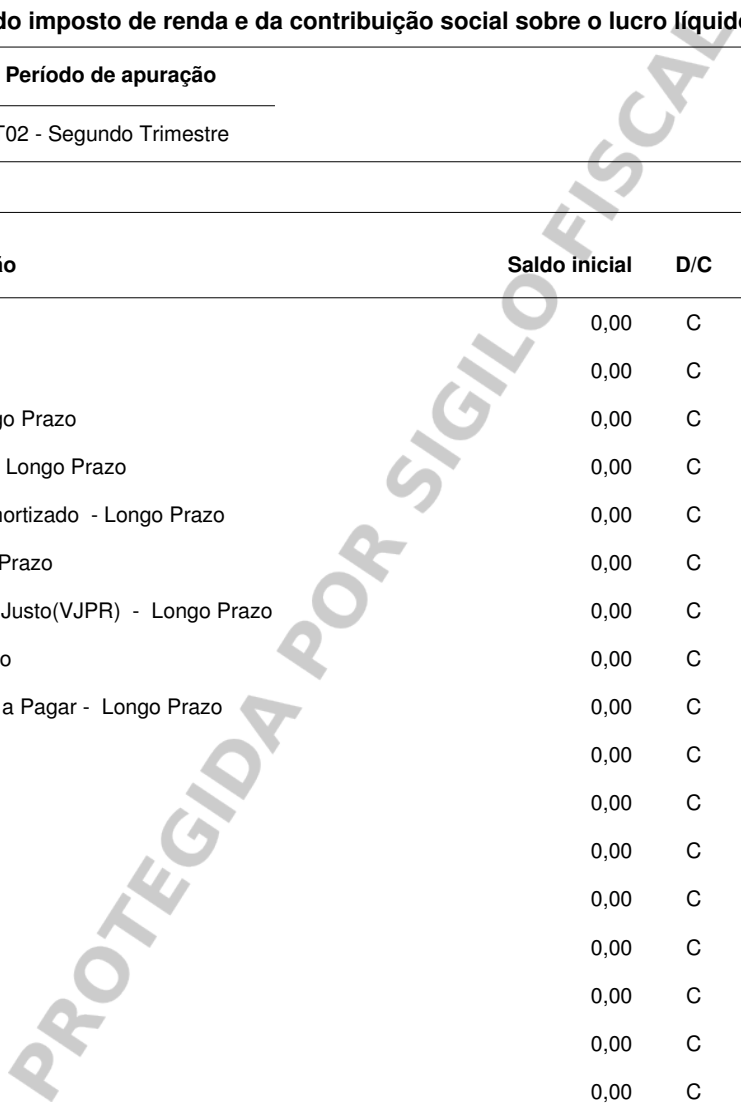 do imposto de renda e da contribuição social sobre o lucro líquido
Período de apuração
T02 - Segundo Trimestre
ão Saldo inicial D/C
0,00 C
0,00 C
go Prazo 0,00 C
Longo Prazo 0,00 C
nortizado - Longo Prazo 0,00 C
Prazo 0,00 C
Justo(VJPR) - Longo Prazo 0,00 C
o 0,00 C
a Pagar - Longo Prazo 0,00 C
0,00 C
0,00 C
0,00 C
0,00 C
0,00 C
0,00 C
0,00 C
0,00 C
PROTEGIDA POR SIGILO FISCAL